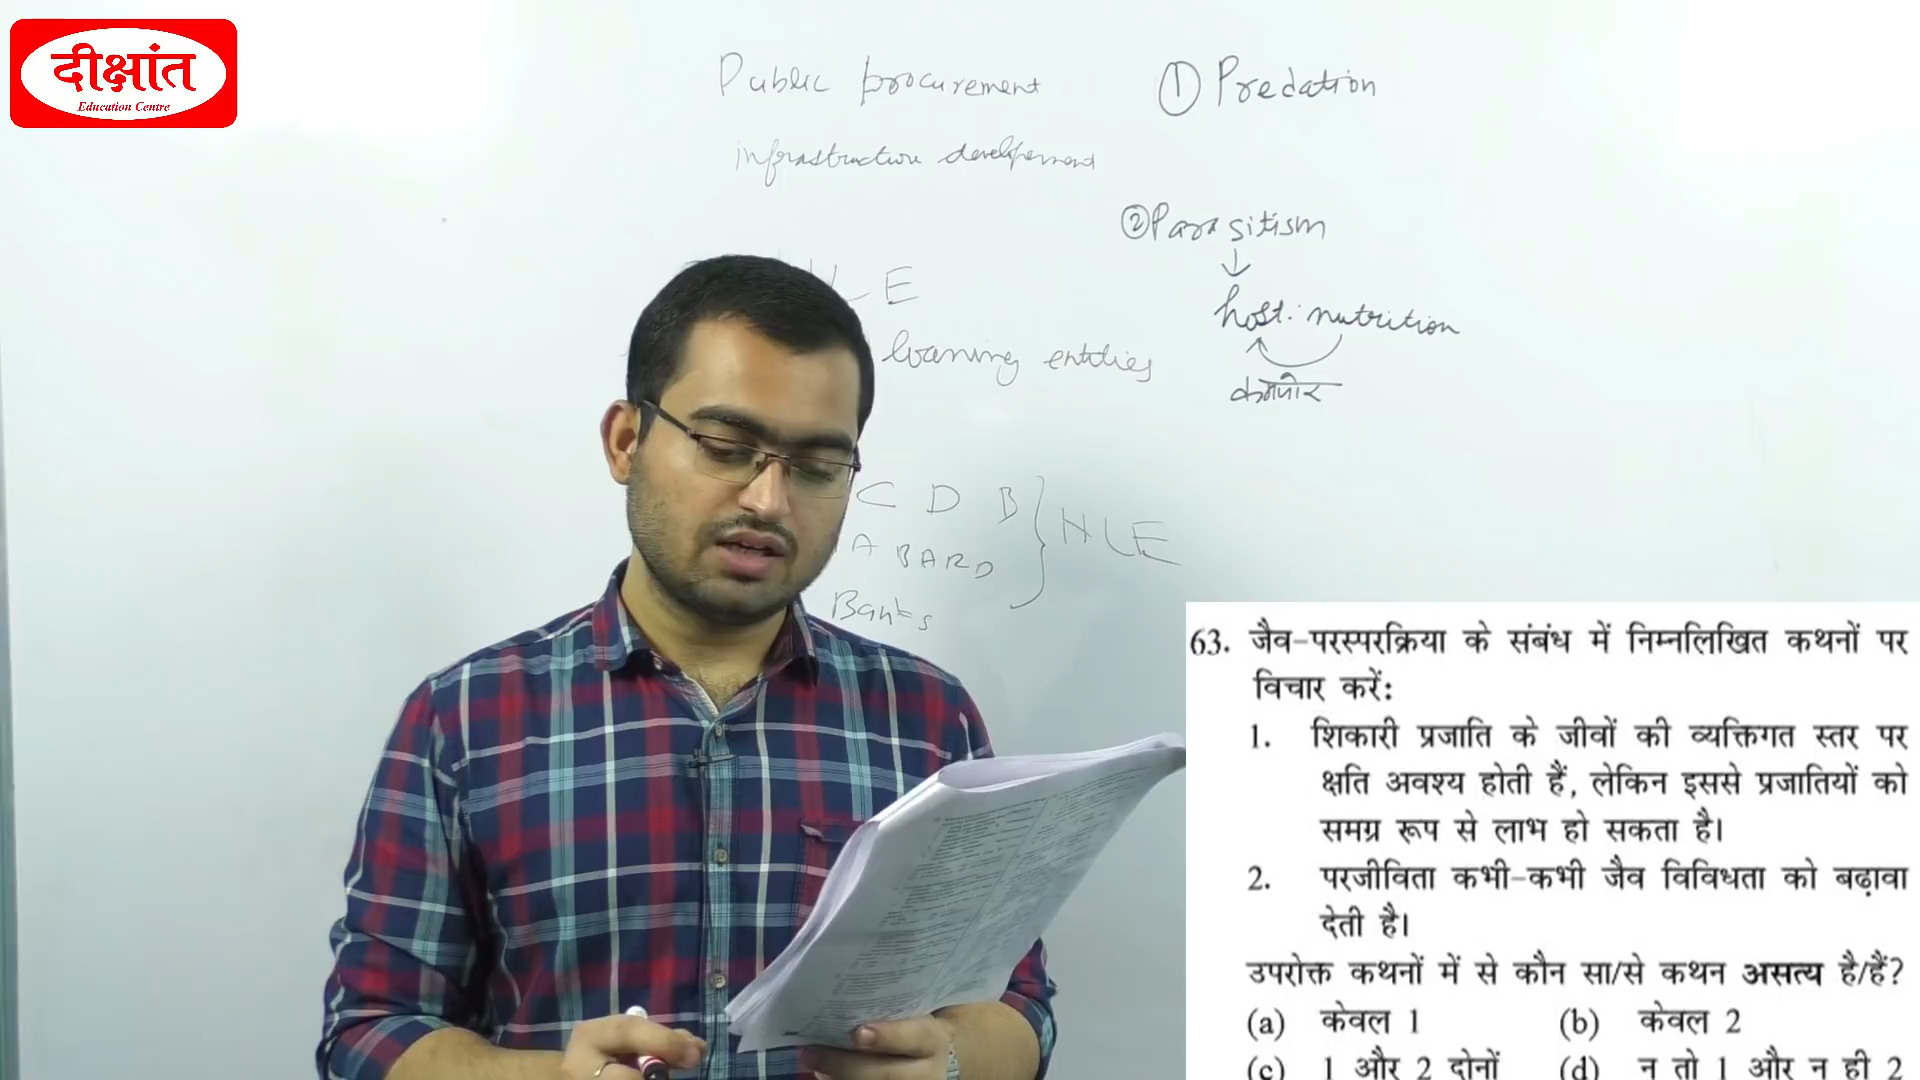 दीक्षांत
Education Centre
Public procurement
infrastructure development
① Predation
② Parasitism
host. nutrition
कमजोर
L E
loaning entities
C D B
A BARD
Banks
NLE
63. जैव-परस्परक्रिया के संबंध में निम्नलिखित कथनों पर
विचार करें:
1. शिकारी प्रजाति के जीवों की व्यक्तिगत स्तर पर
क्षति अवश्य होती हैं, लेकिन इससे प्रजातियों को
समग्र रूप से लाभ हो सकता है।
2. परजीविता कभी-कभी जैव विविधता को बढ़ावा
देती है।
उपरोक्त कथनों में से कौन सा/से कथन असत्य है/हैं?
(a) केवल 1 (b) केवल 2
(c) 1 और 2 दोनों (d) न तो 1 और न ही 2